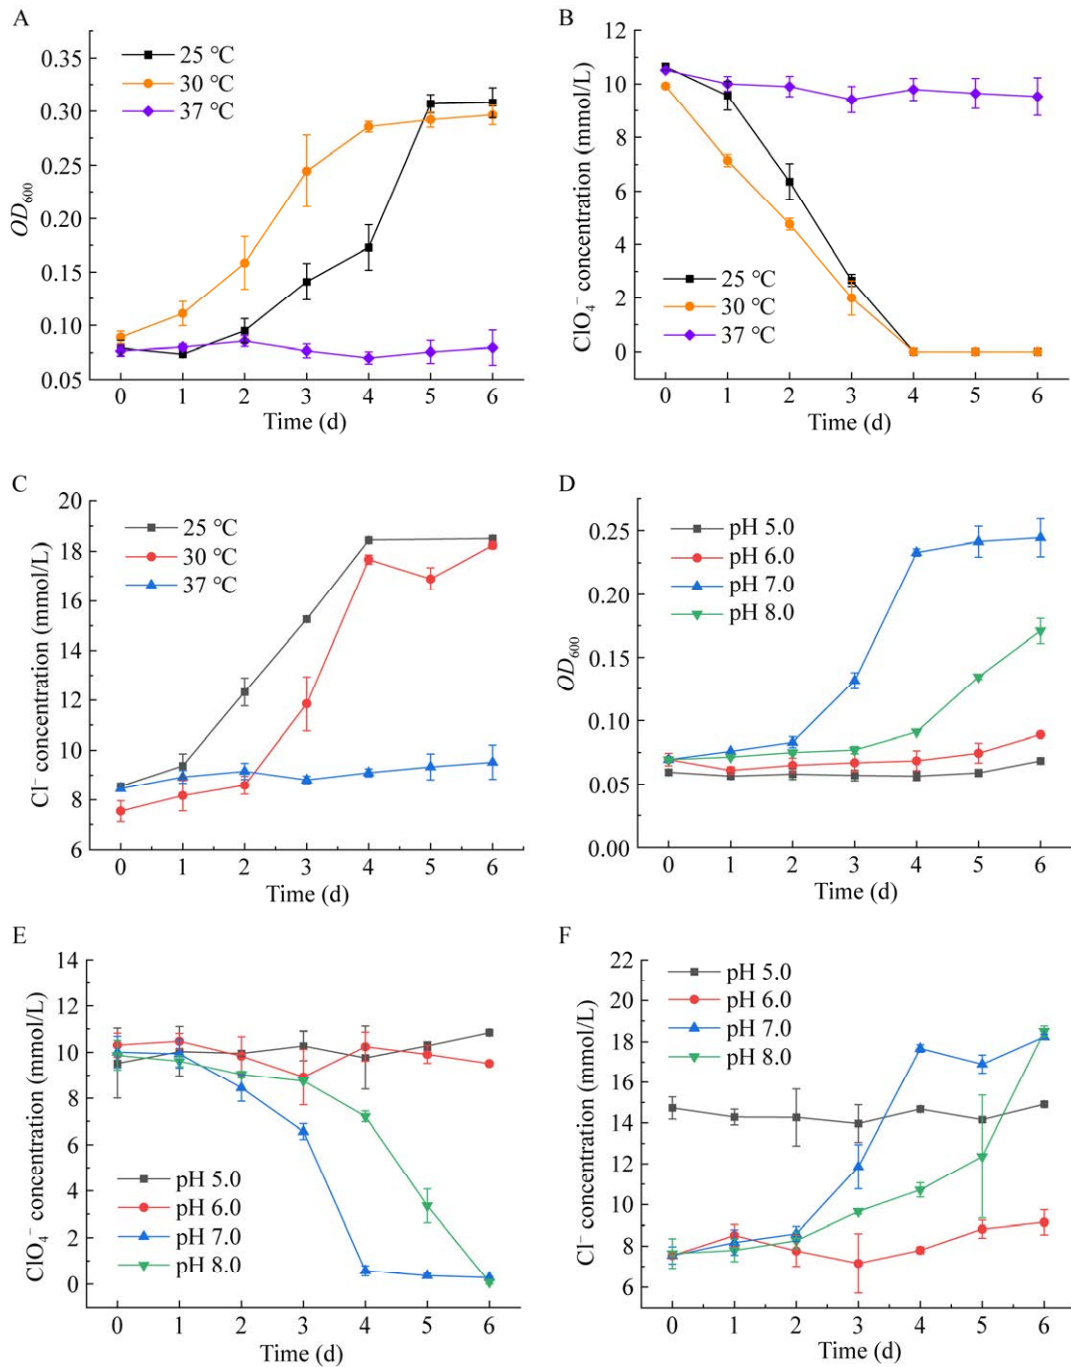 A
OD600
0.35
0.30
0.25
0.20
0.15
0.10
0.05
25 ℃
30 ℃
37 ℃
0 1 2 3 4 5 6
Time (d)
B
ClO4− concentration (mmol/L)
12
10
8
6
4
2
0
25 ℃
30 ℃
37 ℃
0 1 2 3 4 5 6
Time (d)
C
Cl− concentration (mmol/L)
20
18
16
14
12
10
8
6
25 ℃
30 ℃
37 ℃
0 1 2 3 4 5 6
Time (d)
D
OD600
0.25
0.20
0.15
0.10
0.05
0.00
pH 5.0
pH 6.0
pH 7.0
pH 8.0
0 1 2 3 4 5 6
Time (d)
E
ClO4− concentration (mmol/L)
14
12
10
8
6
4
2
0
pH 5.0
pH 6.0
pH 7.0
pH 8.0
0 1 2 3 4 5 6
Time (d)
F
Cl− concentration (mmol/L)
22
20
18
16
14
12
10
8
6
pH 5.0
pH 6.0
pH 7.0
pH 8.0
0 1 2 3 4 5 6
Time (d)